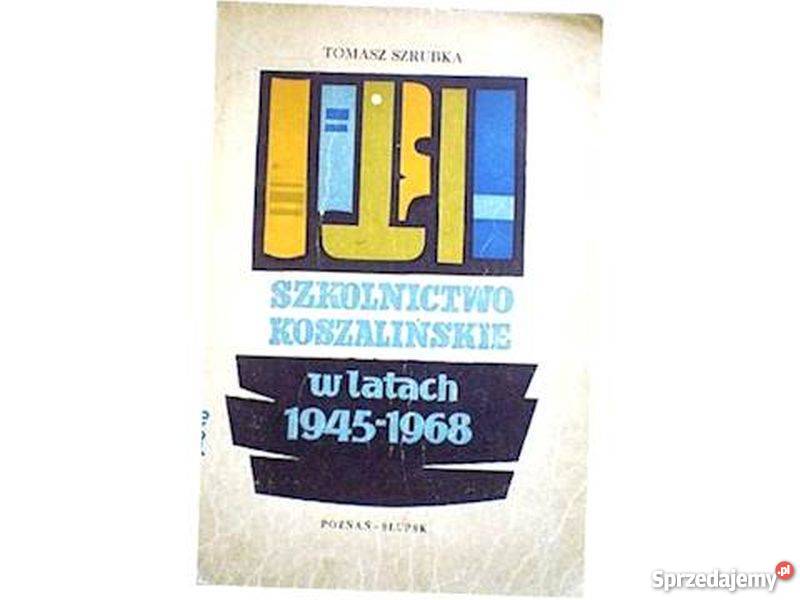 TOMASZ SZRUBKA
SZKOLNICTWO
KOSZALIŃSKIE
w latach
1945-1968
POZNAŃ-SŁUPSK
Sprzedajemy.pl